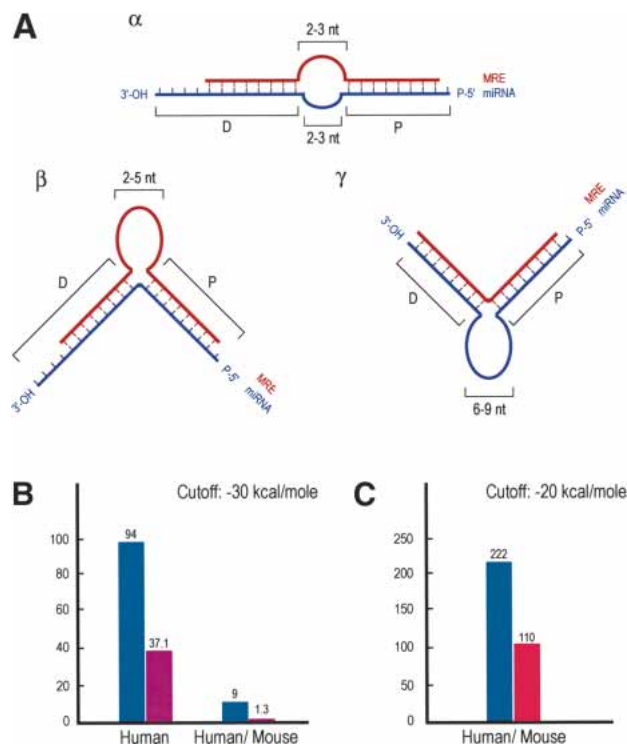 A
α
2-3 nt
3'-OH
MRE
P-5' miRNA
D
2-3 nt
P
β
2-5 nt
D
P
3'-OH
P-5'
MRE
miRNA
γ
3'-OH
MRE
P-5' miRNA
D
P
6-9 nt
B
Cutoff: -30 kcal/mole
100
80
60
40
20
0
94
37.1
9
1.3
Human
Human/ Mouse
C
Cutoff: -20 kcal/mole
250
200
250
100
50
0
222
110
Human/ Mouse